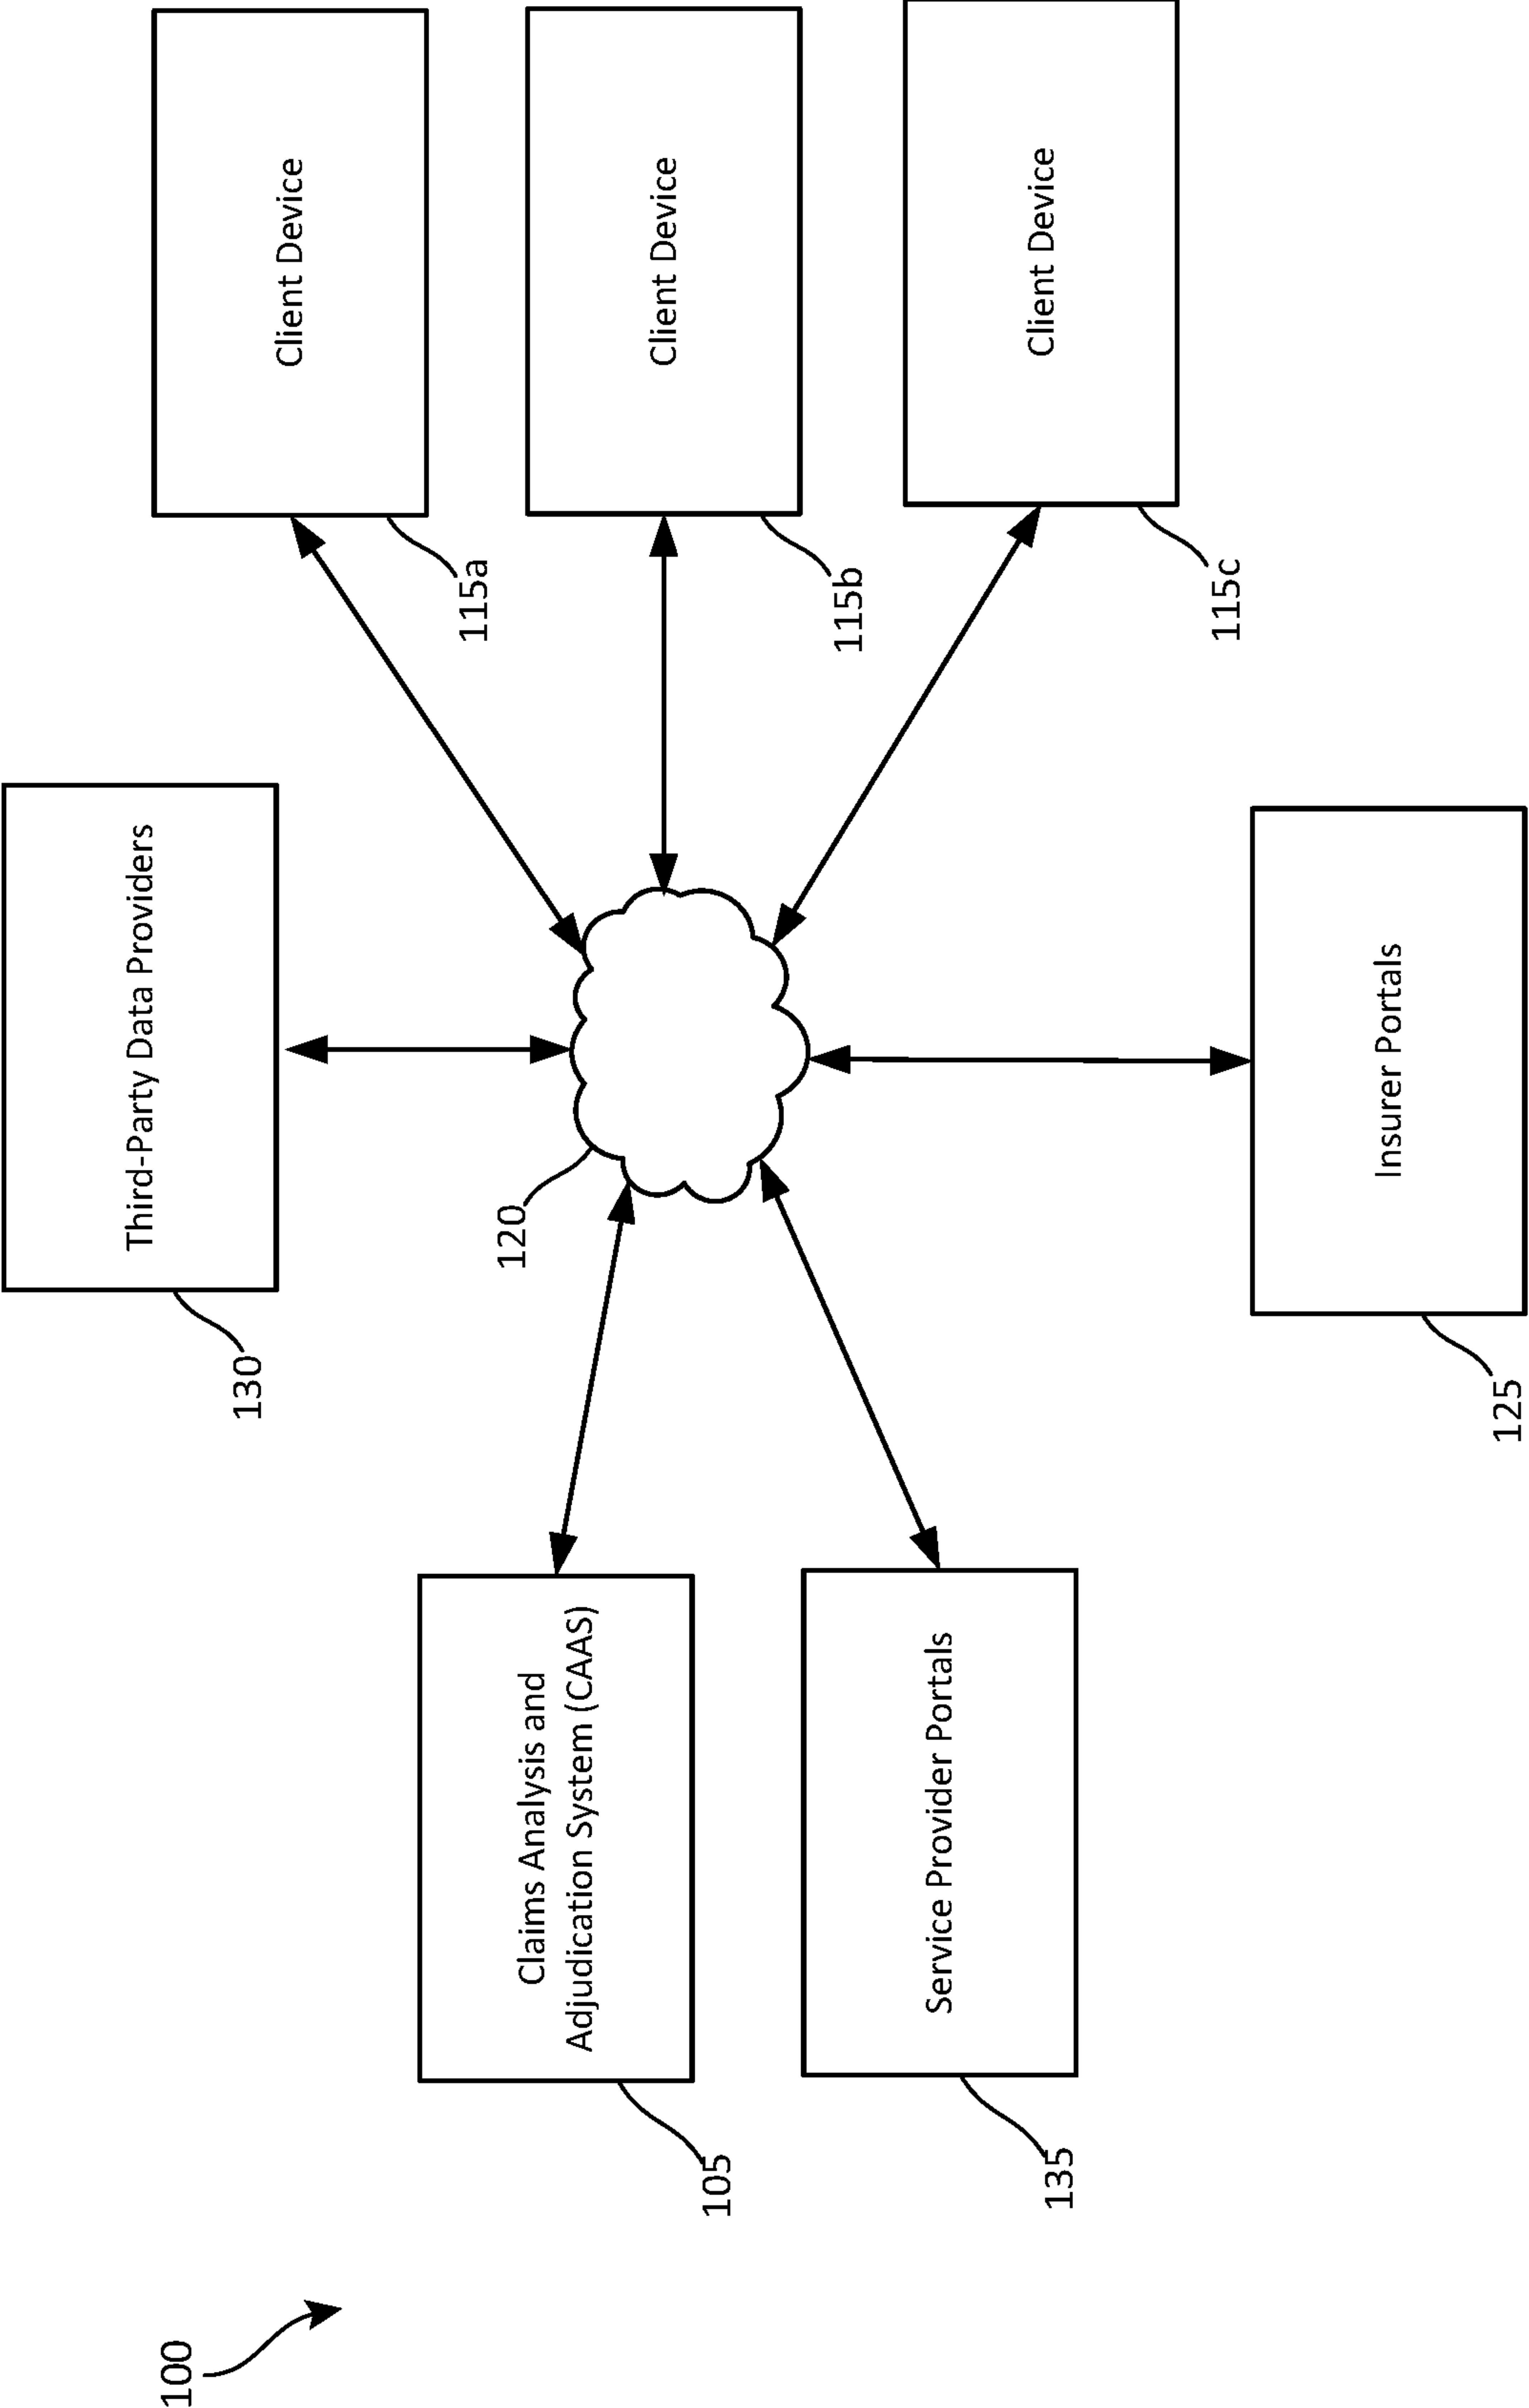 100
Third-Party Data Providers
130
Client Device
115a
Claims Analysis and
Adjudication System (CAAS)
105
120
Client Device
115b
Service Provider Portals
135
Client Device
115c
Insurer Portals
125